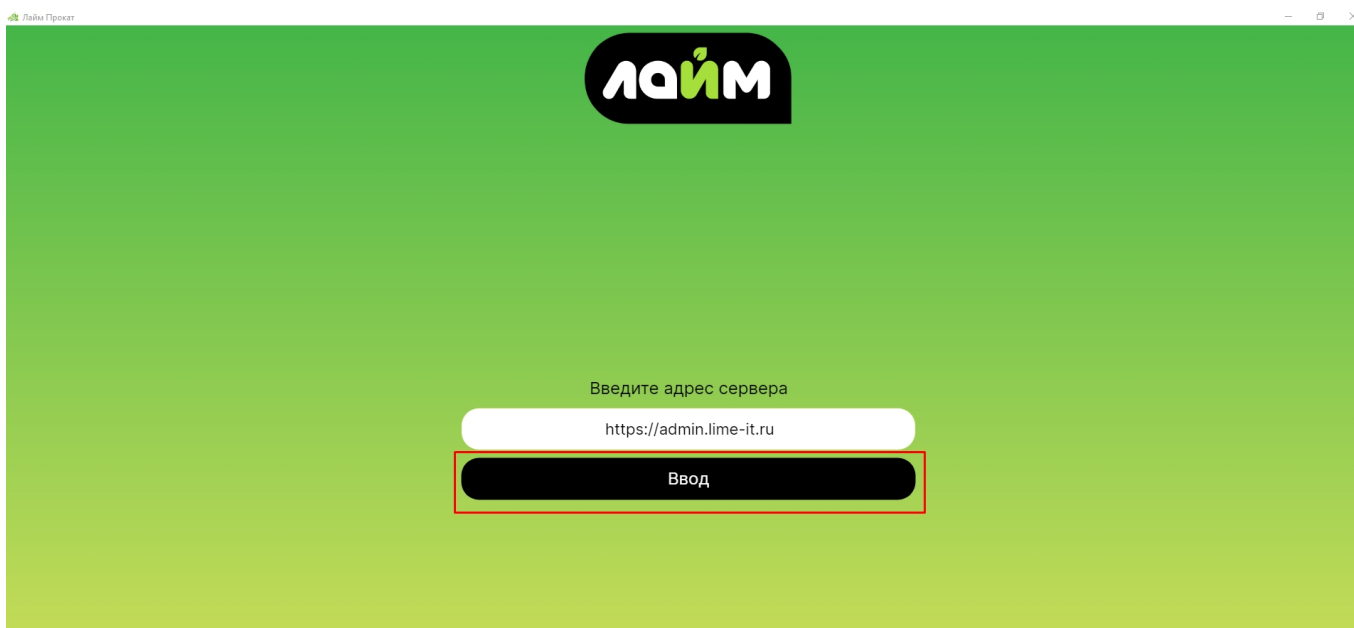 Лайм Прокат
лайм
Введите адрес сервера
https://admin.lime-it.ru
Ввод